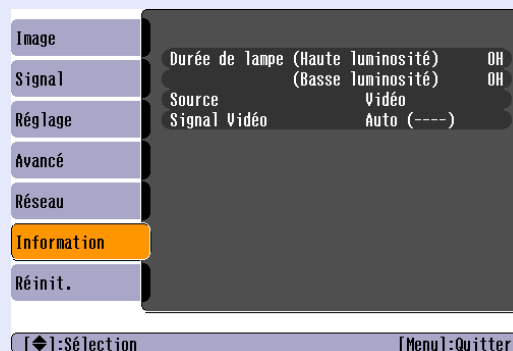 Image
Signal
Réglage
Avancé
Réseau
Information
Réinit.
Durée de lampe (Haute luminosité) 0H
(Basse luminosité) 0H
Source Vidéo
Signal Vidéo Auto (----)
[◆]:Sélection [Menu]:Quitter